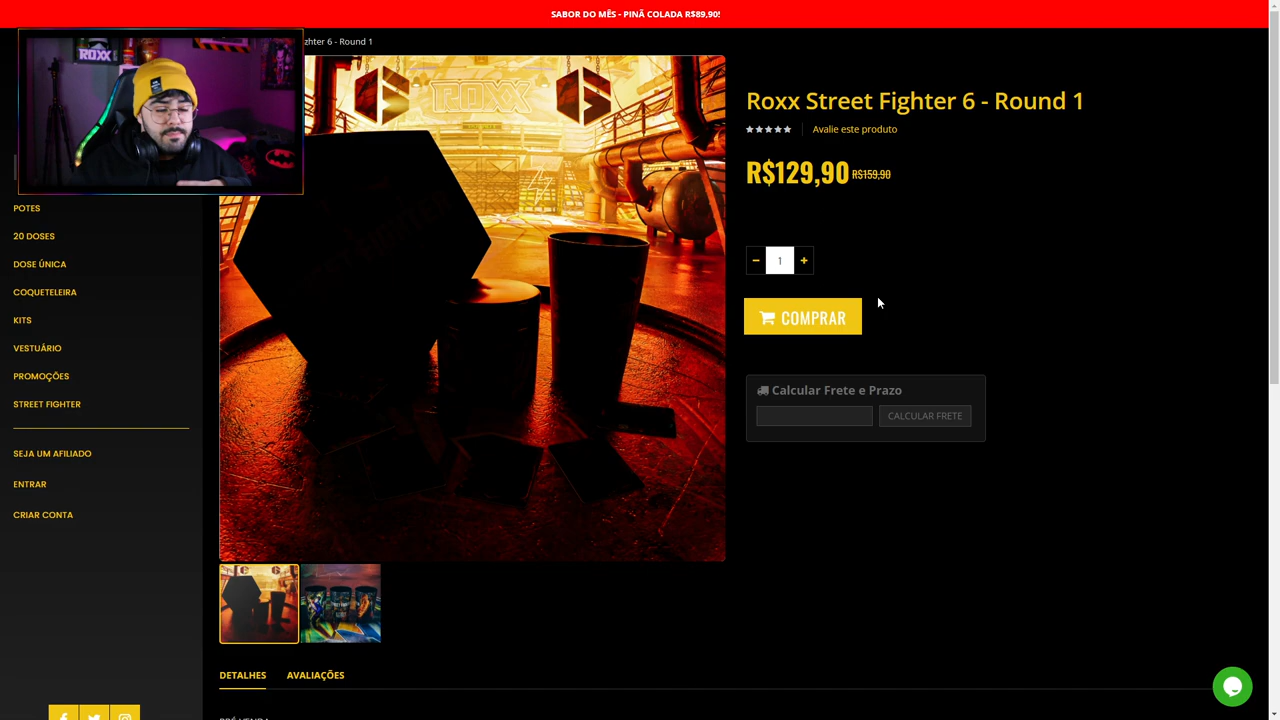 SABOR DO MÊS - PINÃ COLADA R$89,90!
ghter 6 - Round 1
ROXX
ROXX
Roxx Street Fighter 6 - Round 1
Avalie este produto
R$129,90 R$159,90
1
COMPRAR
Calcular Frete e Prazo
CALCULAR FRETE
POTES
20 DOSES
DOSE ÚNICA
COQUETELEIRA
KITS
VESTUÁRIO
PROMOÇÕES
STREET FIGHTER
SEJA UM AFILIADO
ENTRAR
CRIAR CONTA
DETALHES
AVALIAÇÕES